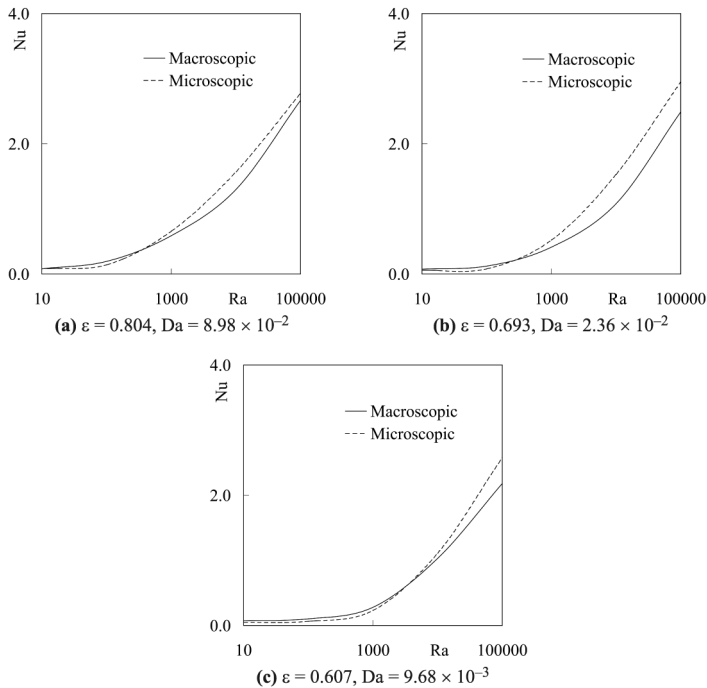 4.0
Nu
Macroscopic
Microscopic
2.0
0.0
10 1000 Ra 100000
(a) ε = 0.804, Da = 8.98 × 10⁻²
4.0
Nu
Macroscopic
Microscopic
2.0
0.0
10 1000 Ra 100000
(b) ε = 0.693, Da = 2.36 × 10⁻²
4.0
Nu
Macroscopic
Microscopic
2.0
0.0
10 1000 Ra 100000
(c) ε = 0.607, Da = 9.68 × 10⁻³